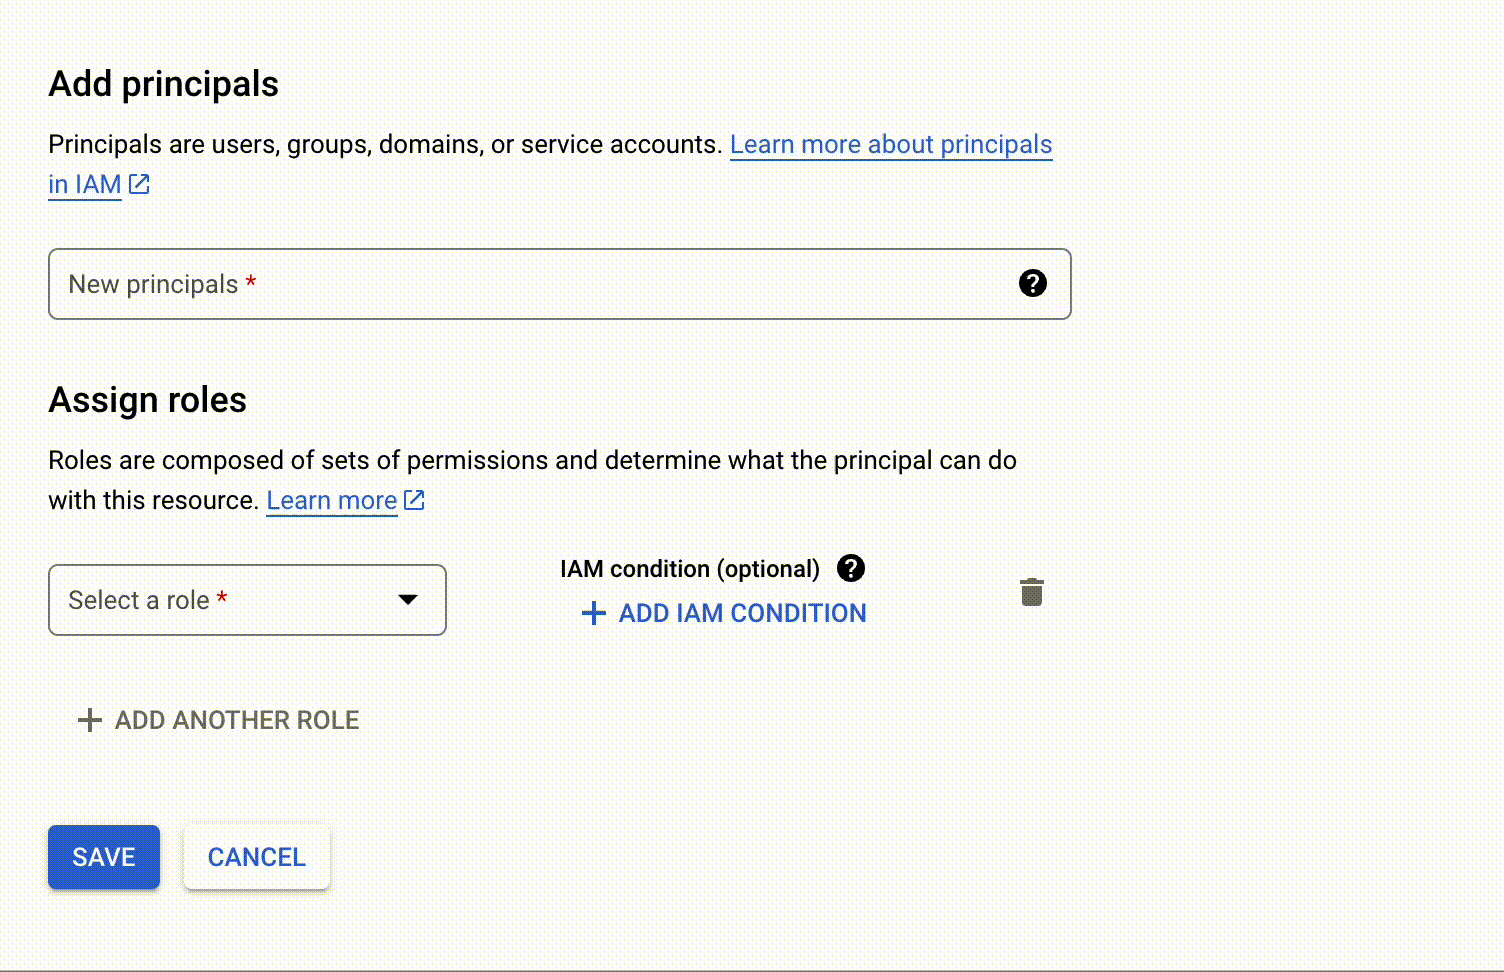 Add principals
Principals are users, groups, domains, or service accounts. Learn more about principals
in IAM
New principals *
Assign roles
Roles are composed of sets of permissions and determine what the principal can do
with this resource. Learn more
Select a role *
IAM condition (optional)
ADD IAM CONDITION
ADD ANOTHER ROLE
SAVE
CANCEL